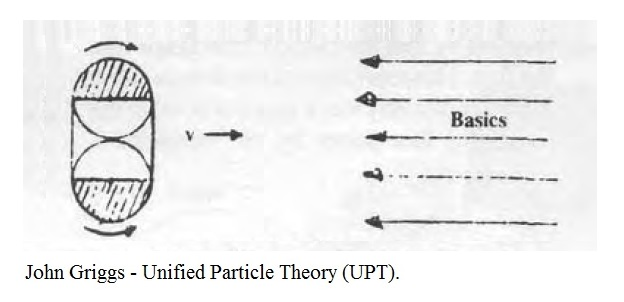 v
Basics
John Griggs - Unified Particle Theory (UPT).